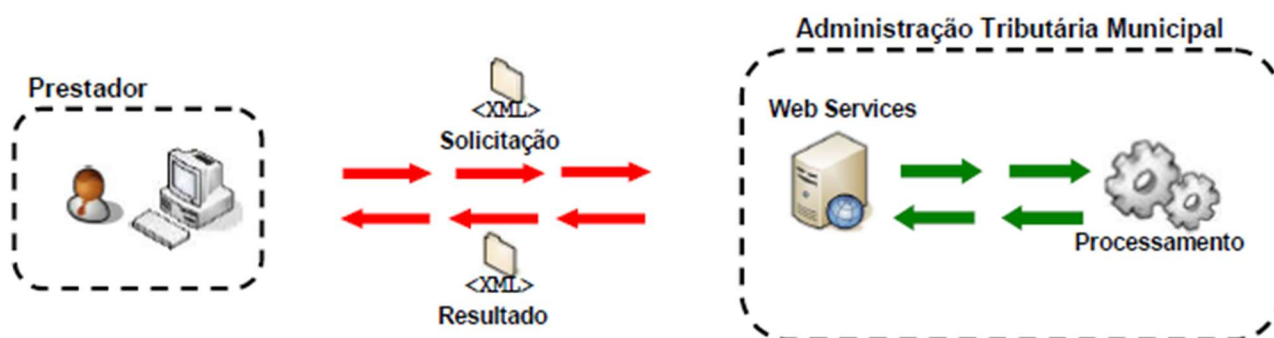 Administração Tributária Municipal
Prestador
<XML>
Solicitação
Web Services
Processamento
<XML>
Resultado